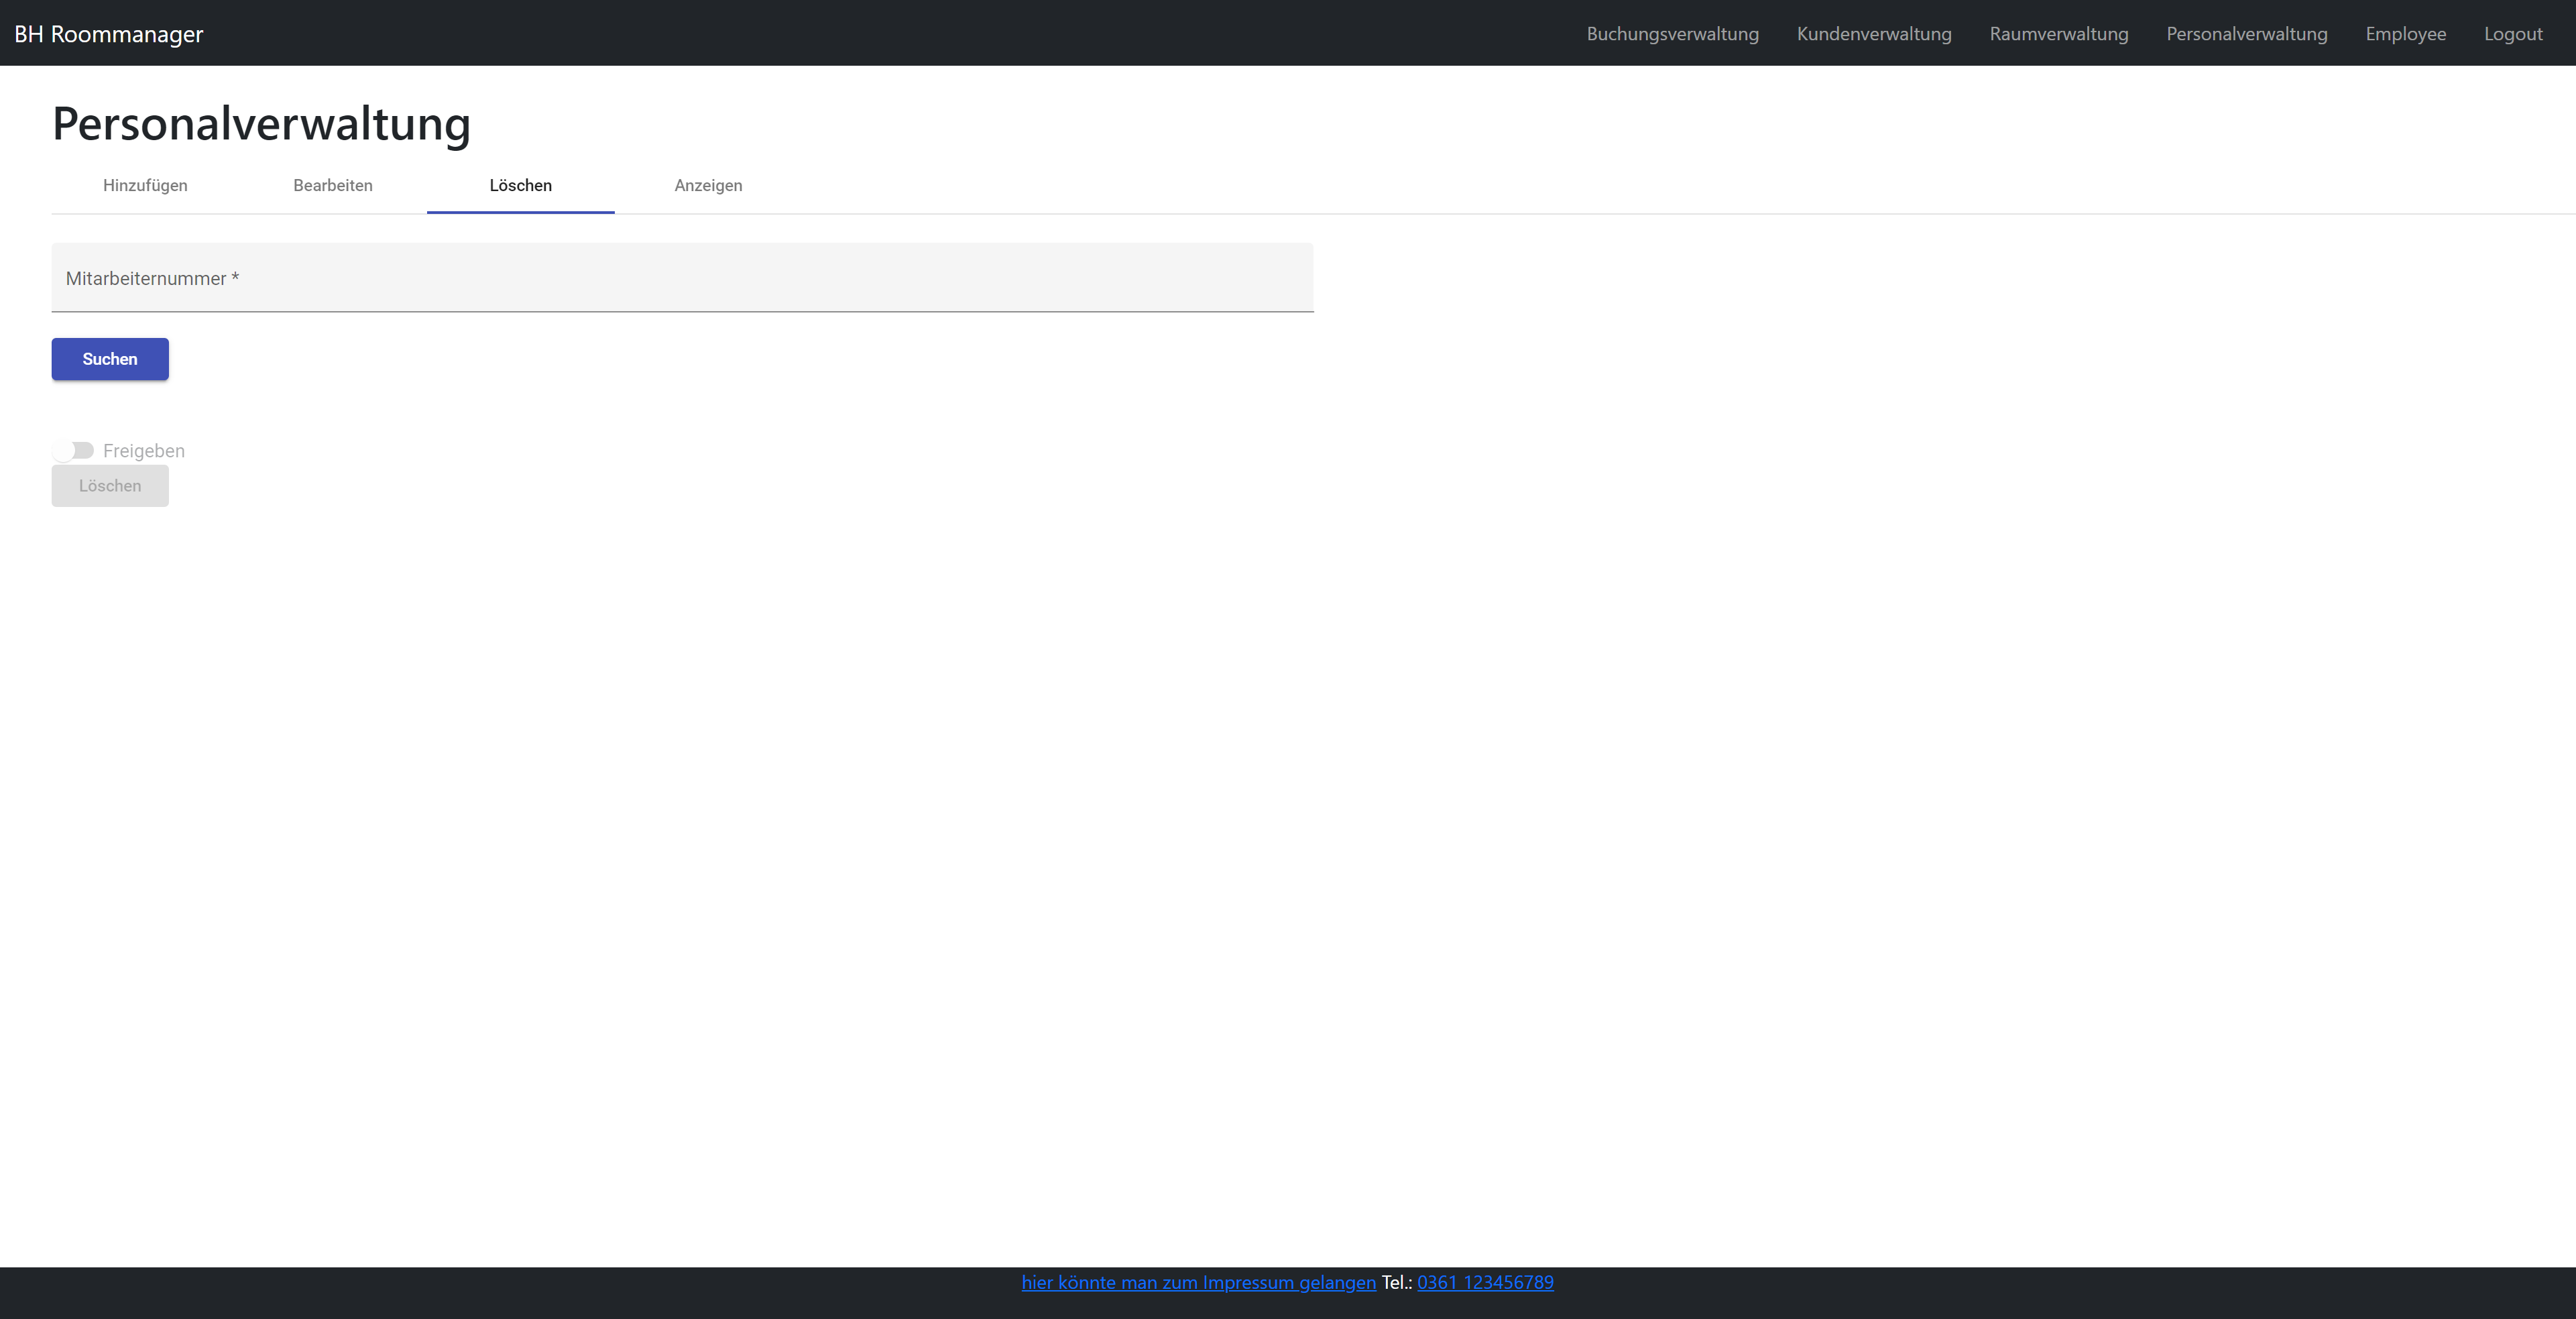 BH Roommanager Buchungsverwaltung Kundenverwaltung Raumverwaltung Personalverwaltung Employee Logout
Personalverwaltung
Hinzufügen Bearbeiten Löschen Anzeigen
Mitarbeiternummer *
Suchen
Freigeben
Löschen
hier könnte man zum Impressum gelangen Tel.: 0361 123456789